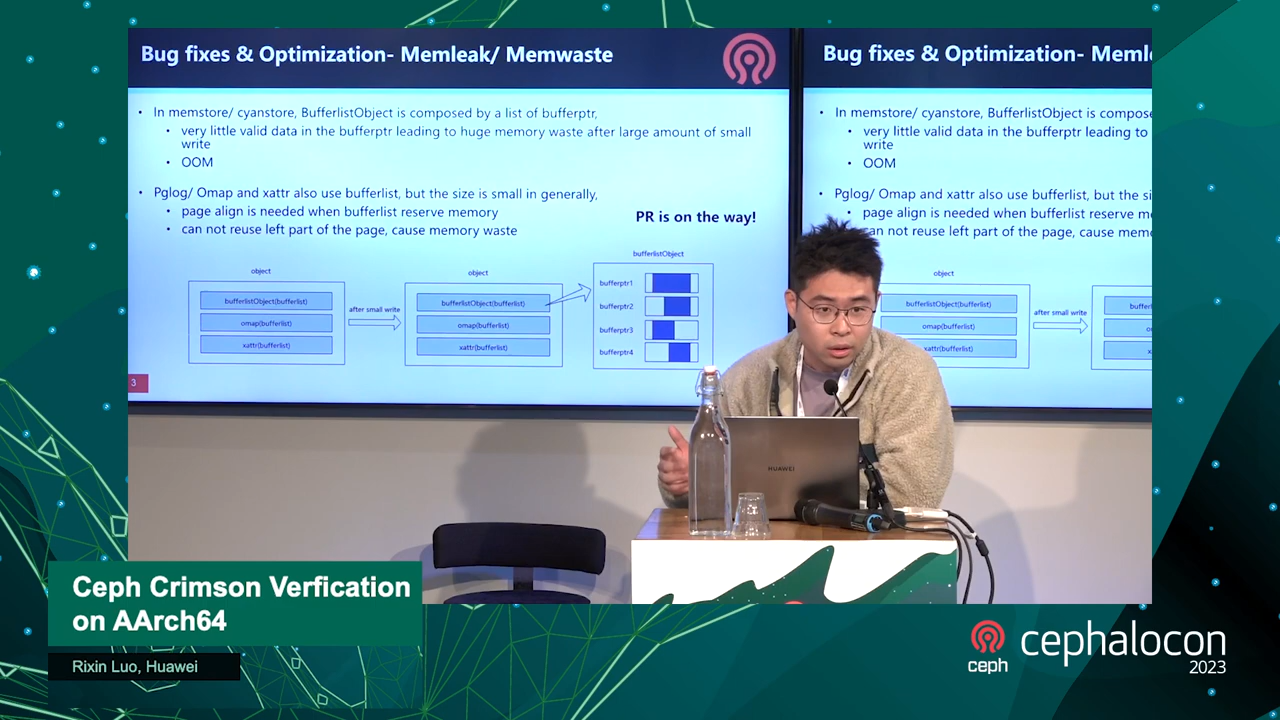 Bug fixes & Optimization- Memleak/ Memwaste
• In memstore/ cyanstore, BufferlistObject is composed by a list of bufferptr,
• very little valid data in the bufferptr leading to huge memory waste after large amount of small
write
• OOM
• Pglog/ Omap and xattr also use bufferlist, but the size is small in generally,
• page align is needed when bufferlist reserve memory
• can not reuse left part of the page, cause memory waste
PR is on the way!
object
bufferlistObject(bufferlist)
omap(bufferlist)
xattr(bufferlist)
after small write
object
bufferlistObject(bufferlist)
omap(bufferlist)
xattr(bufferlist)
bufferlistObject
bufferptr1
bufferptr2
bufferptr3
bufferptr4
3
Bug fixes & Optimization- Meml
• In memstore/ cyanstore, BufferlistObject is compose
• very little valid data in the bufferptr leading to
write
• OOM
• Pglog/ Omap and xattr also use bufferlist, but the si
• page align is needed when bufferlist reserve m
can not reuse left part of the page, cause mem
object
bufferlistObject(bufferlist)
omap(bufferlist)
xattr(bufferlist)
after small write
HUAWEI
Ceph Crimson Verfication
on AArch64
Rixin Luo, Huawei
ceph
cephalocon
2023